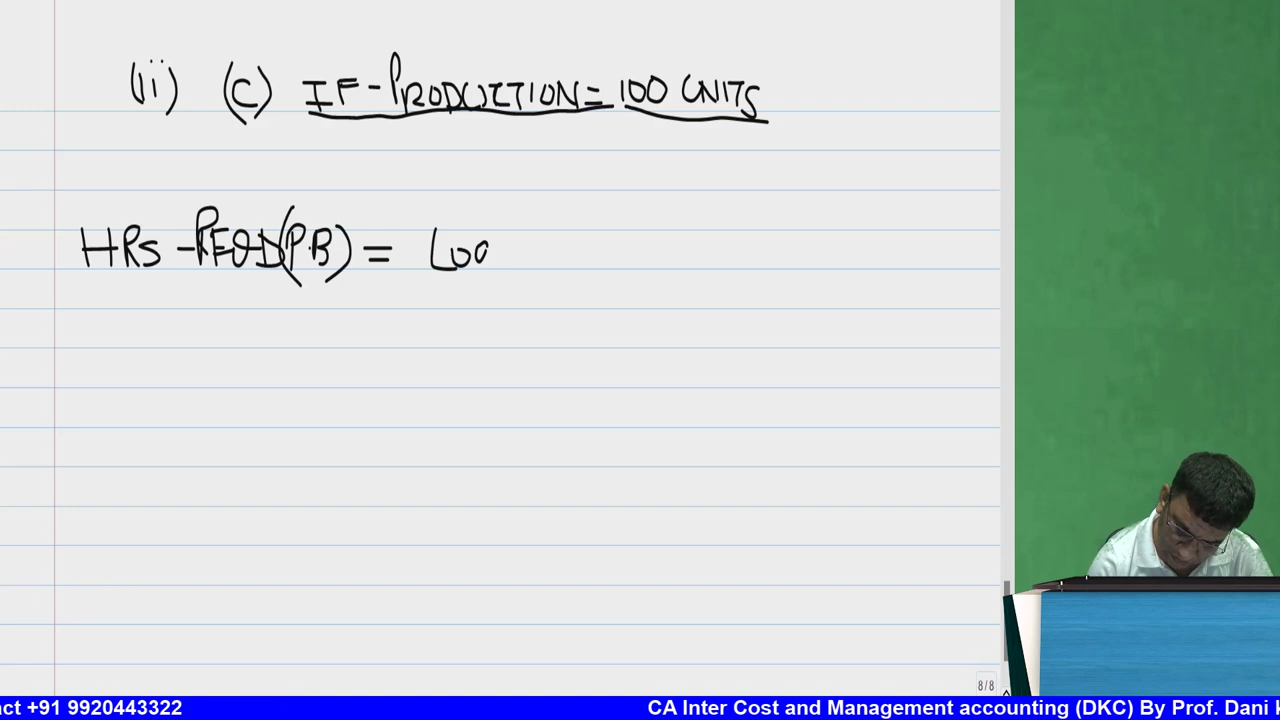 (ii) (C) IF - PRODUCTION = 100 UNITS
HRS - REQD (P.B) = 100
8/8
act +91 9920443322 CA Inter Cost and Management accounting (DKC) By Prof. Dani K